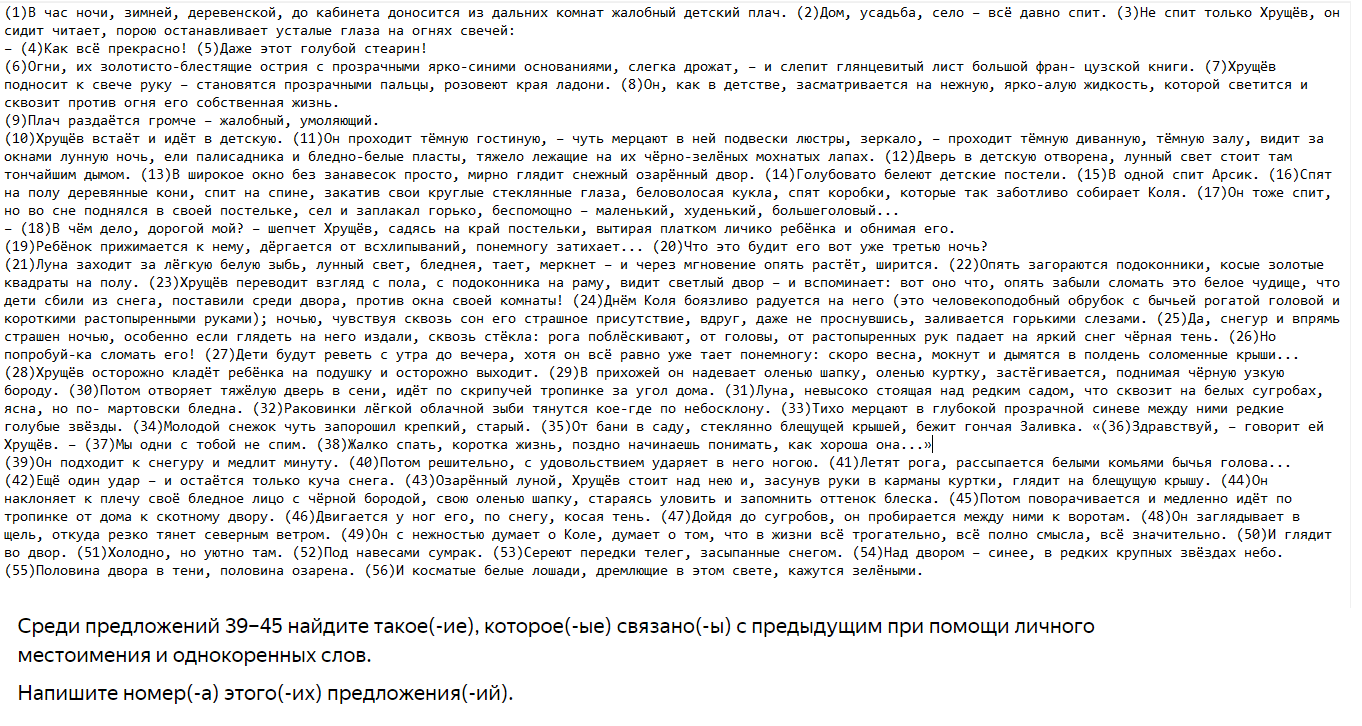 (1)В час ночи, зимней, деревенской, до кабинета доносится из дальних комнат жалобный детский плач. (2)Дом, усадьба, село – всё давно спит. (3)Не спит только Хрущёв, он
сидит читает, порою останавливает усталые глаза на огнях свечей:
– (4)Как всё прекрасно! (5)Даже этот голубой стеарин!
(6)Огни, их золотисто-блестящие острия с прозрачными ярко-синими основаниями, слегка дрожат, – и слепит глянцевитый лист большой фран- цузской книги. (7)Хрущёв
подносит к свече руку – становятся прозрачными пальцы, розовеют края ладони. (8)Он, как в детстве, засматривается на нежную, ярко-алую жидкость, которой светится и
сквозит против огня его собственная жизнь.
(9)Плач раздаётся громче – жалобный, умоляющий.
(10)Хрущёв встаёт и идёт в детскую. (11)Он проходит тёмную гостиную, – чуть мерцают в ней подвески люстры, зеркало, – проходит тёмную диванную, тёмную залу, видит за
окнами лунную ночь, ели палисадника и бледно-белые пласты, тяжело лежащие на их чёрно-зелёных мохнатых лапах. (12)Дверь в детскую отворена, лунный свет стоит там
тончайшим дымом. (13)В широкое окно без занавесок просто, мирно глядит снежный озарённый двор. (14)Голубовато белеют детские постели. (15)В одной спит Арсик. (16)Спят
на полу деревянные кони, спит на спине, закатив свои круглые стеклянные глаза, беловолосая кукла, спят коробки, которые так заботливо собирает Коля. (17)Он тоже спит,
но во сне поднялся в своей постельке, сел и заплакал горько, беспомощно – маленький, худенький, большеголовый...
– (18)В чём дело, дорогой мой? – шепчет Хрущёв, садясь на край постельки, вытирая платком личико ребёнка и обнимая его.
(19)Ребёнок прижимается к нему, дёргается от всхлипываний, понемногу затихает... (20)Что это будит его вот уже третью ночь?
(21)Луна заходит за лёгкую белую зыбь, лунный свет, бледнея, тает, меркнет – и через мгновение опять растёт, ширится. (22)Опять загораются подоконники, косые золотые
квадраты на полу. (23)Хрущёв переводит взгляд с пола, с подоконника на раму, видит светлый двор – и вспоминает: вот оно что, опять забыли сломать это белое чудище, что
дети сбили из снега, поставили среди двора, против окна своей комнаты! (24)Днём Коля боязливо радуется на него (это человекоподобный обрубок с бычьей рогатой головой и
короткими растопыренными руками); ночью, чувствуя сквозь сон его страшное присутствие, вдруг, даже не проснувшись, заливается горькими слезами. (25)Да, снегур и впрямь
страшен ночью, особенно если глядеть на него издали, сквозь стёкла: рога поблёскивают, от головы, от растопыренных рук падает на яркий снег чёрная тень. (26)Но
попробуй-ка сломать его! (27)Дети будут реветь с утра до вечера, хотя он всё равно уже тает понемногу: скоро весна, мокнут и дымятся в полдень соломенные крыши...
(28)Хрущёв осторожно кладёт ребёнка на подушку и осторожно выходит. (29)В прихожей он надевает оленью шапку, оленью куртку, застёгивается, поднимая чёрную узкую
бороду. (30)Потом отворяет тяжёлую дверь в сени, идёт по скрипучей тропинке за угол дома. (31)Луна, невысоко стоящая над редким садом, что сквозит на белых сугробах,
ясна, но по- мартовски бледна. (32)Раковинки лёгкой облачной зыби тянутся кое-где по небосклону. (33)Тихо мерцают в глубокой прозрачной синеве между ними редкие
голубые звёзды. (34)Молодой снежок чуть запорошил крепкий, старый. (35)От бани в саду, стеклянно блещущей крышей, бежит гончая Заливка. «(36)Здравствуй, – говорит ей
Хрущёв. – (37)Мы одни с тобой не спим. (38)Жалко спать, коротка жизнь, поздно начинаешь понимать, как хороша она...»
(39)Он подходит к снегуру и медлит минуту. (40)Потом решительно, с удовольствием ударяет в него ногою. (41)Летят рога, рассыпается белыми комьями бычья голова...
(42)Ещё один удар – и остаётся только куча снега. (43)Озарённый луной, Хрущёв стоит над нею и, засунув руки в карманы куртки, глядит на блещущую крышу. (44)Он
наклоняет к плечу своё бледное лицо с чёрной бородой, свою оленью шапку, стараясь уловить и запомнить оттенок блеска. (45)Потом поворачивается и медленно идёт по
тропинке от дома к скотному двору. (46)Двигается у ног его, по снегу, косая тень. (47)Дойдя до сугробов, он пробирается между ними к воротам. (48)Он заглядывает в
щель, откуда резко тянет северным ветром. (49)Он с нежностью думает о Коле, думает о том, что в жизни всё трогательно, всё полно смысла, всё значительно. (50)И глядит
во двор. (51)Холодно, но уютно там. (52)Под навесами сумрак. (53)Сереют передки телег, засыпанные снегом. (54)Над двором – синее, в редких крупных звёздах небо.
(55)Половина двора в тени, половина озарена. (56)И косматые белые лошади, дремлющие в этом свете, кажутся зелёными.
Среди предложений 39–45 найдите такое(-ие), которое(-ые) связано(-ы) с предыдущим при помощи личного
местоимения и однокоренных слов.
Напишите номер(-а) этого(-их) предложения(-ий).